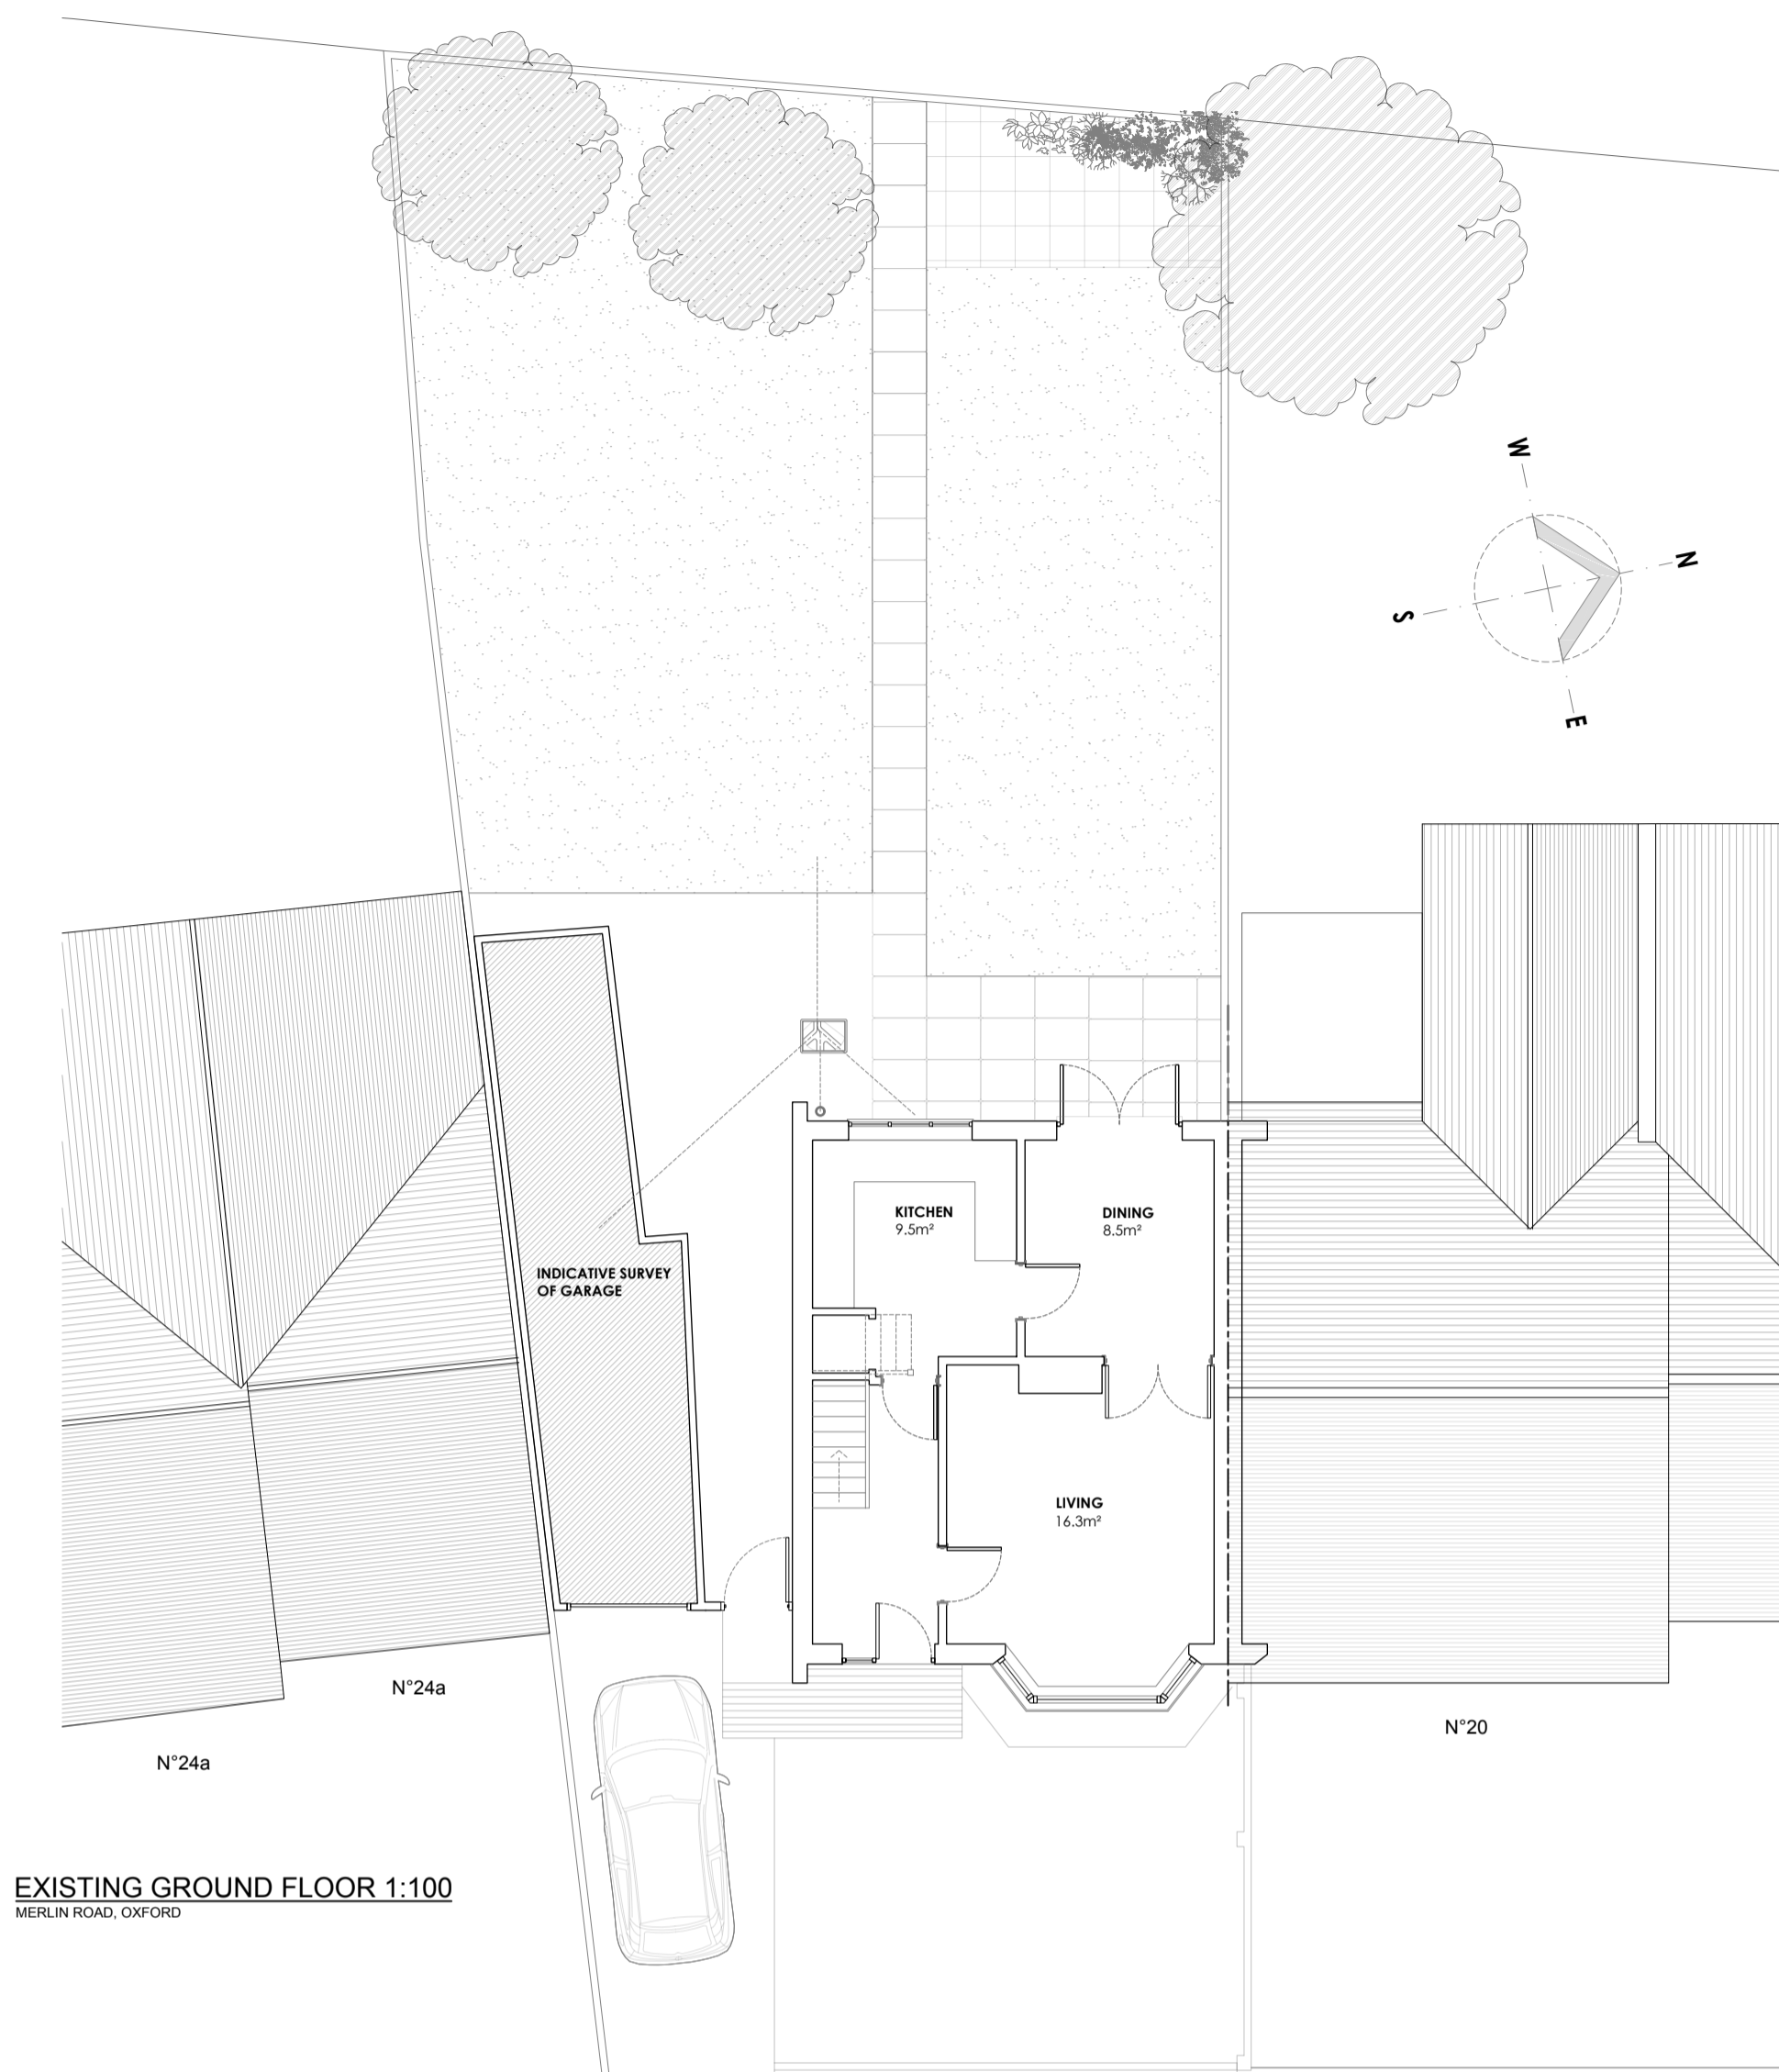 W
N
S
E
KITCHEN
9.5m²
DINING
8.5m²
INDICATIVE SURVEY
OF GARAGE
LIVING
16.3m²
N°24a
N°20
N°24a
EXISTING GROUND FLOOR 1:100
MERLIN ROAD, OXFORD